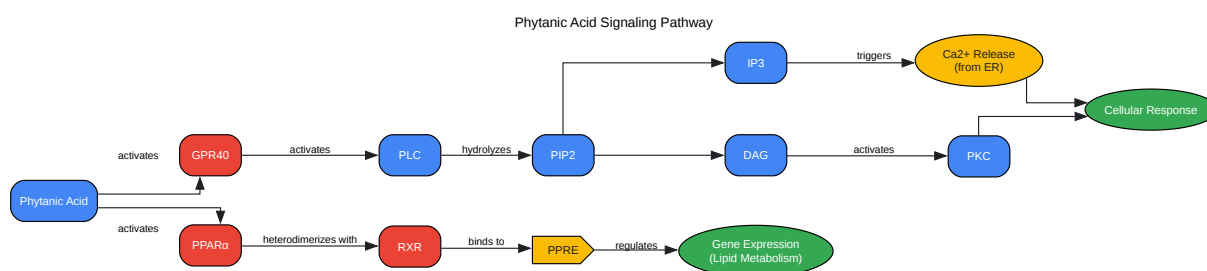 Phytanic Acid Signaling Pathway
IP3
triggers
Ca2+ Release
(from ER)
Cellular Response
activates
GPR40
activates
PLC
hydrolyzes
PIP2
DAG
activates
PKC
Phytanic Acid
activates
PPARα
heterodimerizes with
RXR
binds to
PPRE
regulates
Gene Expression
(Lipid Metabolism)